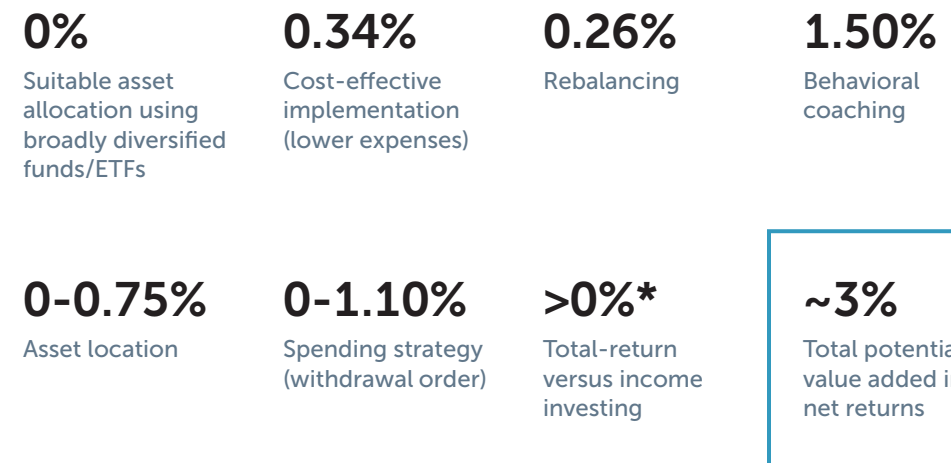 0%
Suitable asset
allocation using
broadly diversified
funds/ETFs
0.34%
Cost-effective
implementation
(lower expenses)
0.26%
Rebalancing
1.50%
Behavioral
coaching
0-0.75%
Asset location
0-1.10%
Spending strategy
(withdrawal order)
>0%*
Total-return
versus income
investing
~3%
Total
value added
net returns